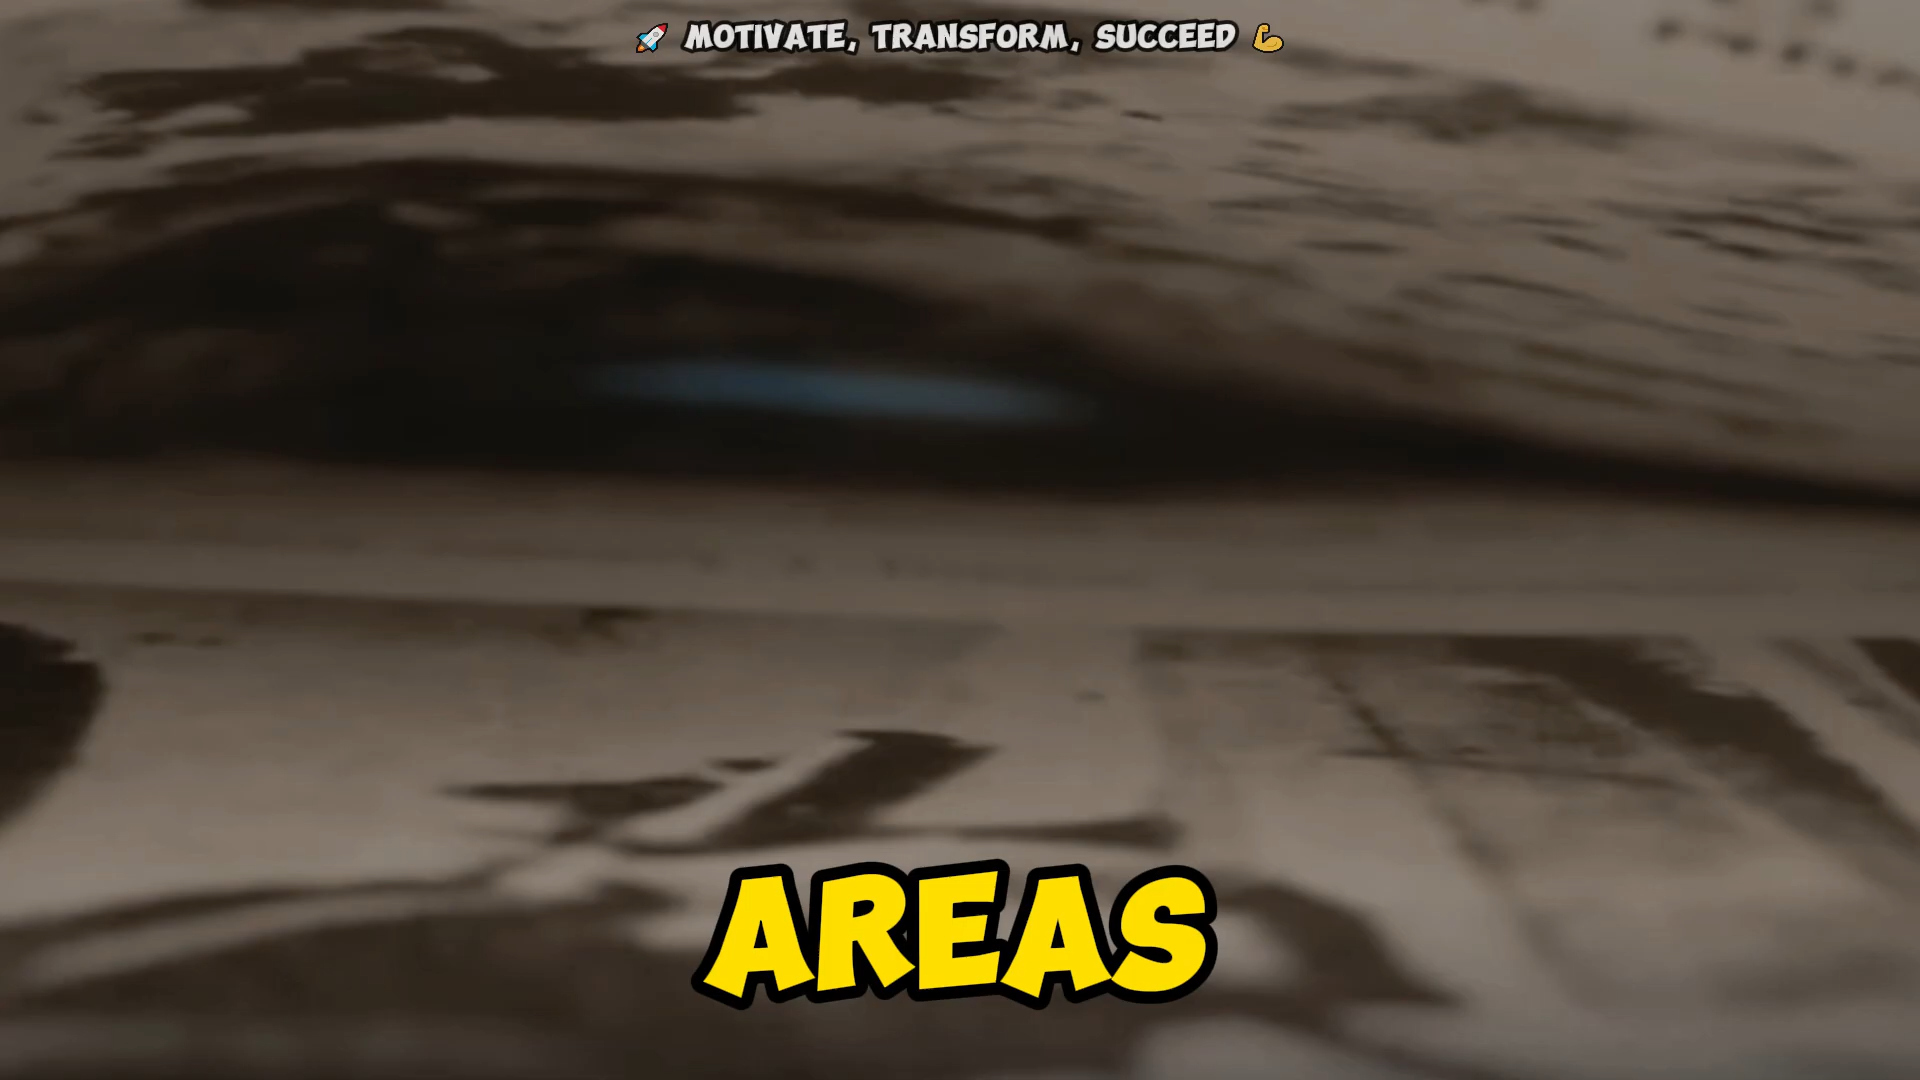 🚀 MOTIVATE, TRANSFORM, SUCCEED 💪
AREAS